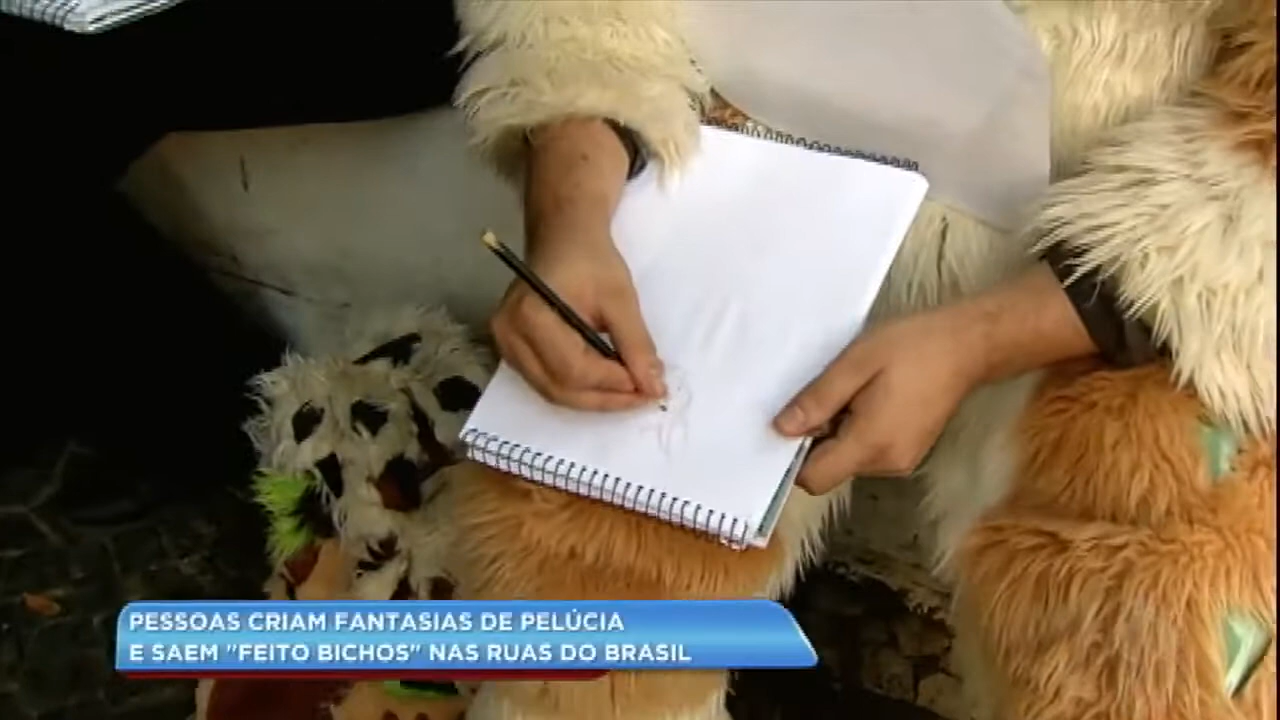 PESSOAS CRIAM FANTASIAS DE PELÚCIA
E SAEM "FEITO BICHOS" NAS RUAS DO BRASIL